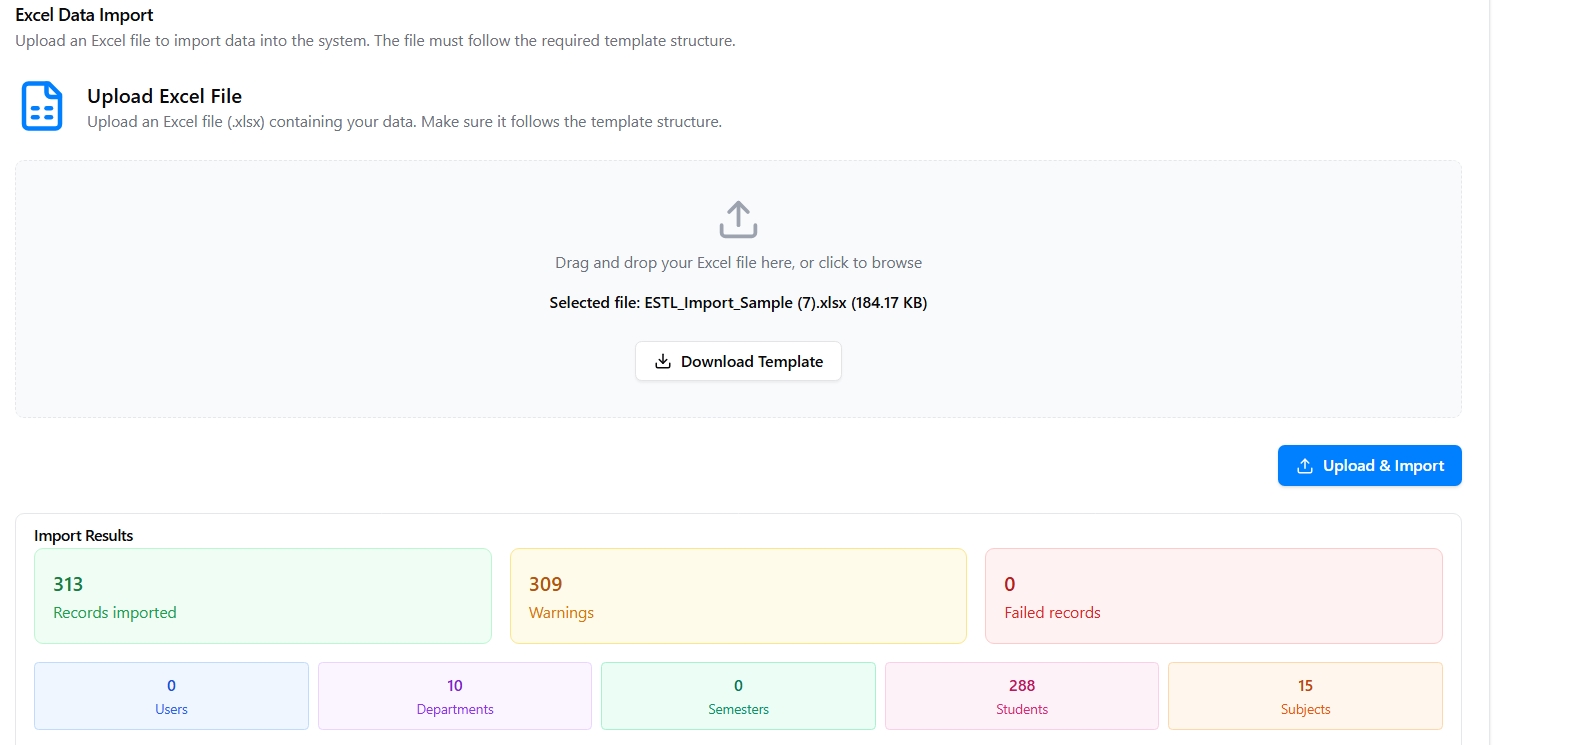 Excel Data Import
Upload an Excel file to import data into the system. The file must follow the required template structure.
Upload Excel File
Upload an Excel file (.xlsx) containing your data. Make sure it follows the template structure.
Drag and drop your Excel file here, or click to browse
Selected file: ESTL_Import_Sample (7).xlsx (184.17 KB)
Download Template
Upload & Import
Import Results
313
Records imported
309
Warnings
0
Failed records
0
Users
10
Departments
0
Semesters
288
Students
15
Subjects